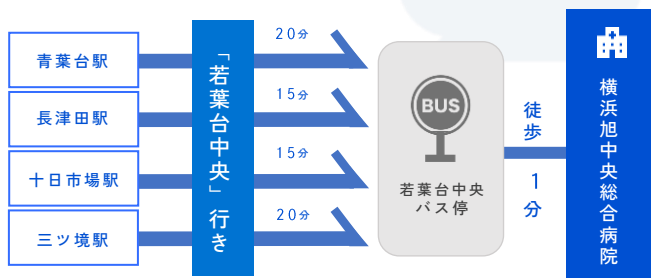 青葉台駅
長津田駅
十日市場駅
三ツ境駅
「若葉台中央」行き
20分
15分
15分
20分
BUS
若葉台中央
バス停
徒歩1分
横浜旭中央総合病院